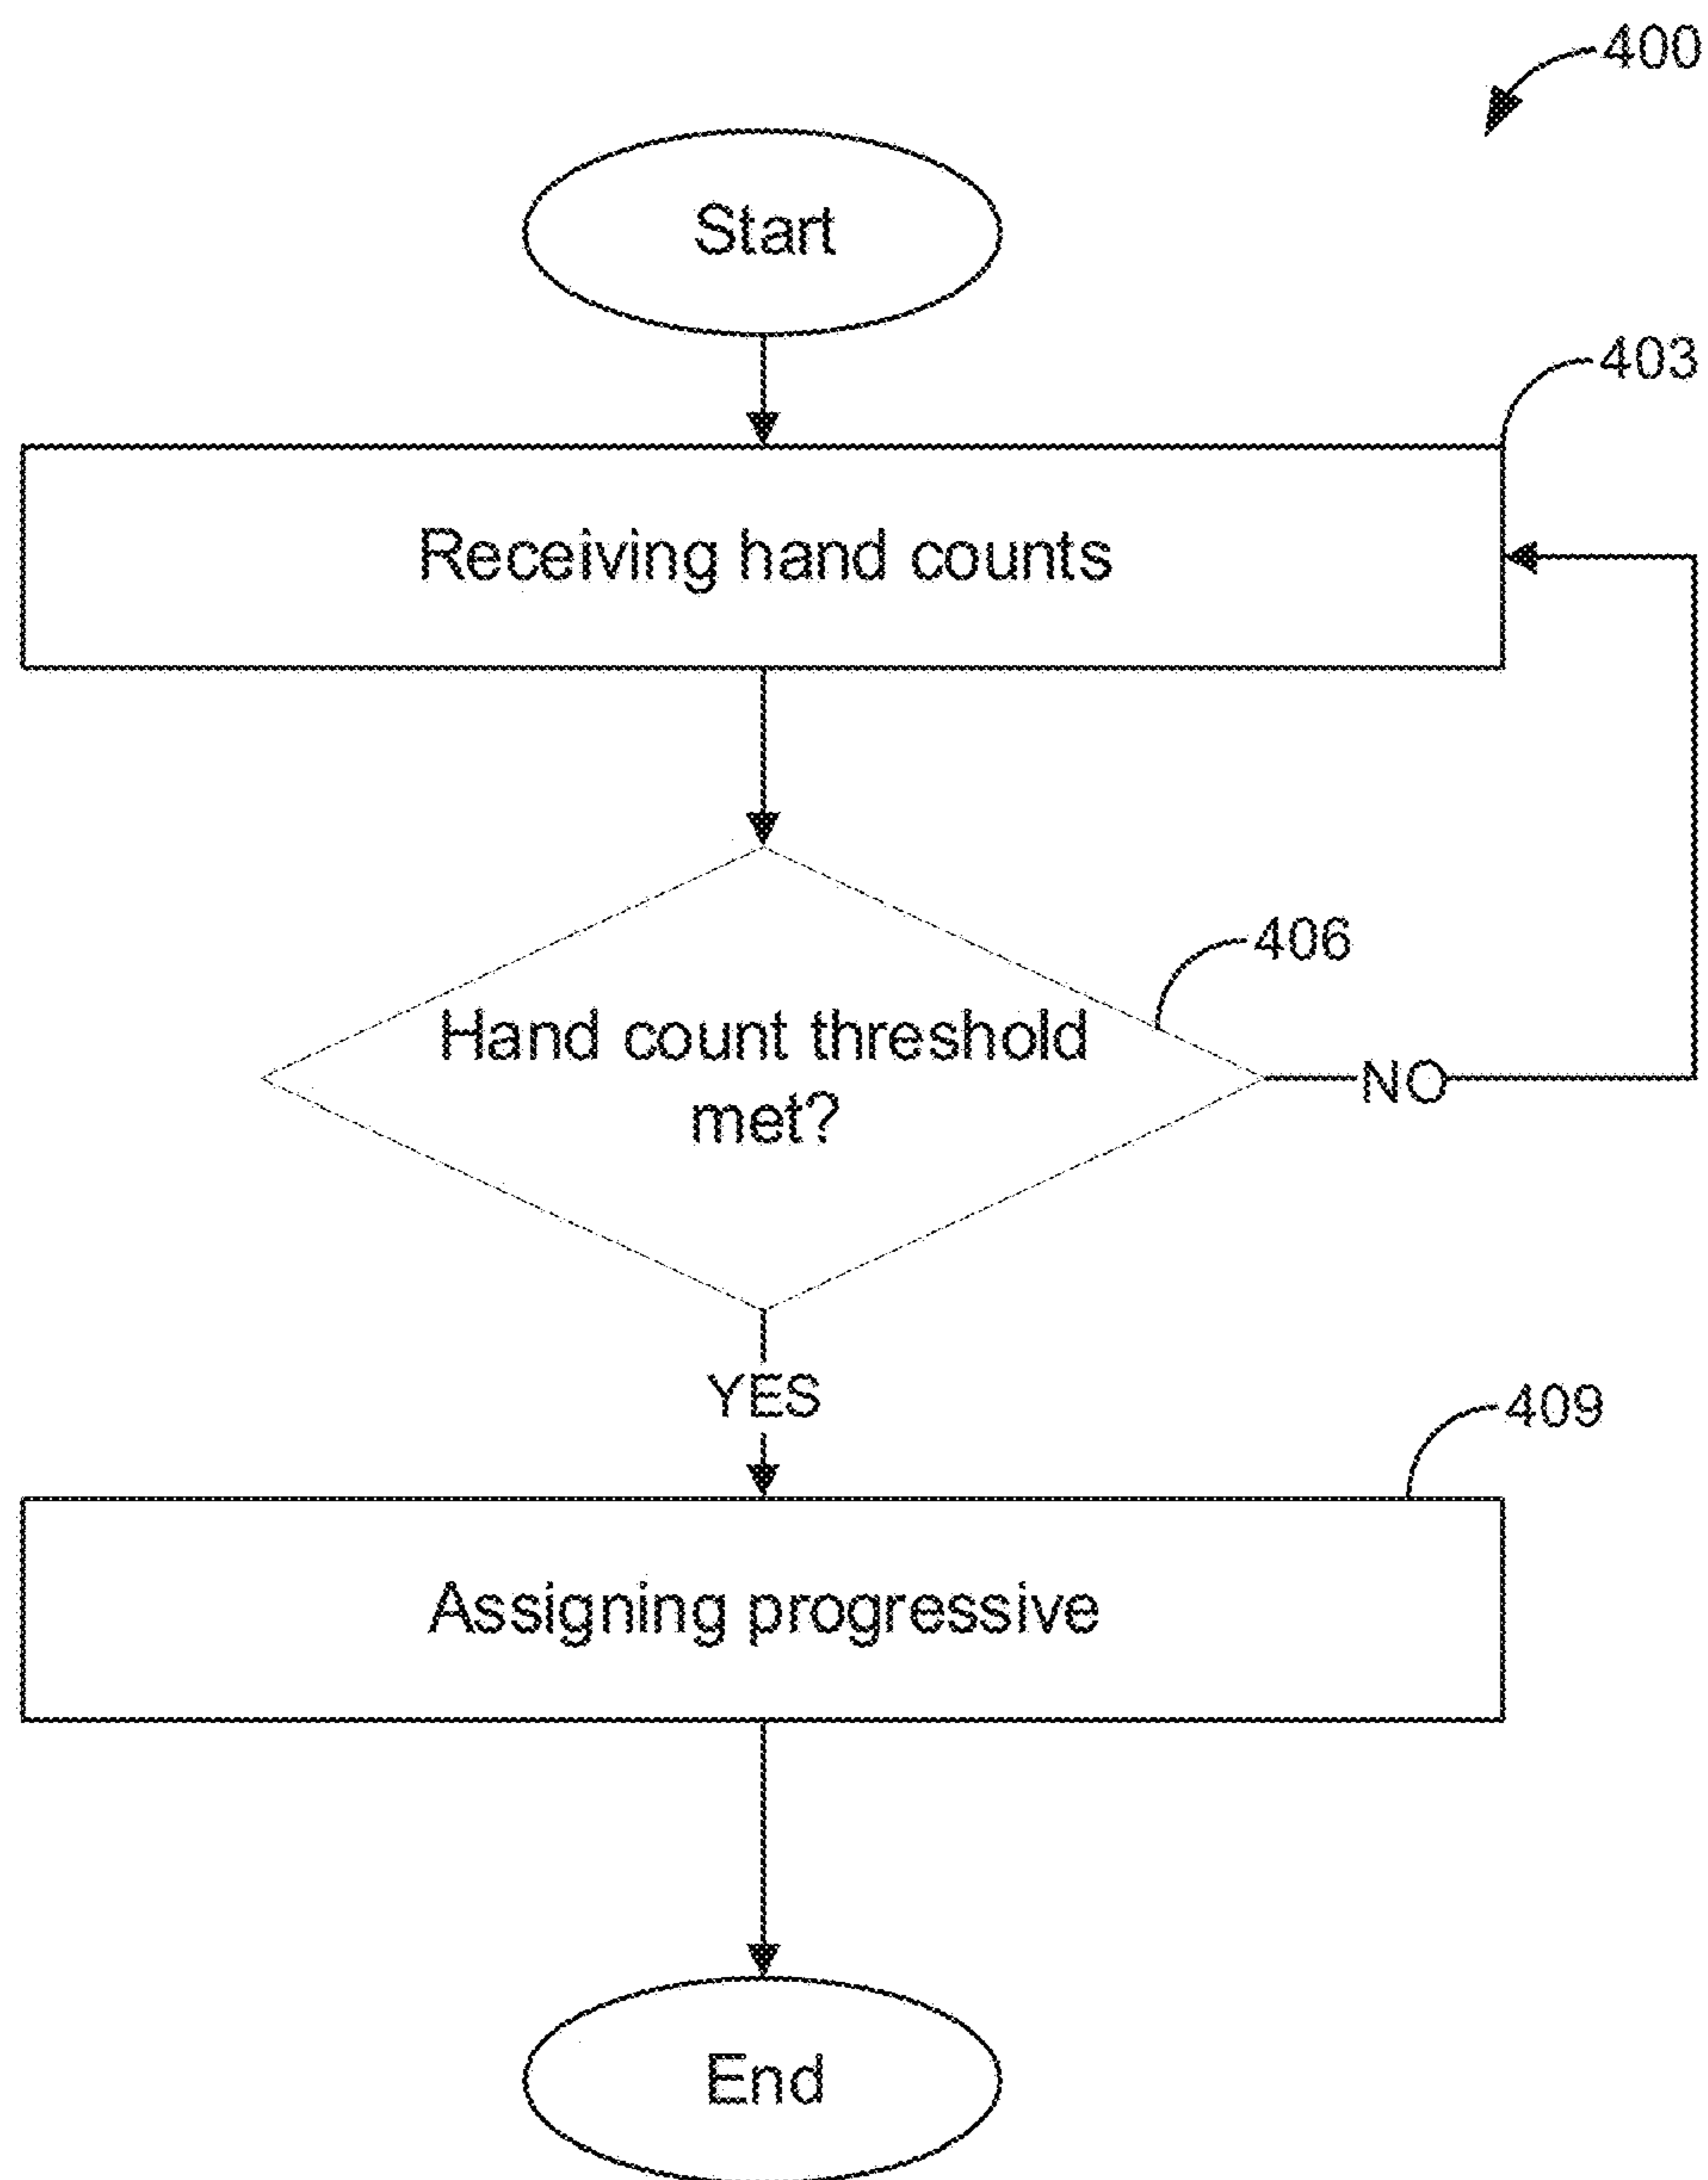 400
Start
403
Receiving hand counts
406
Hand count threshold
met?
NO
YES
409
Assigning progressive
End